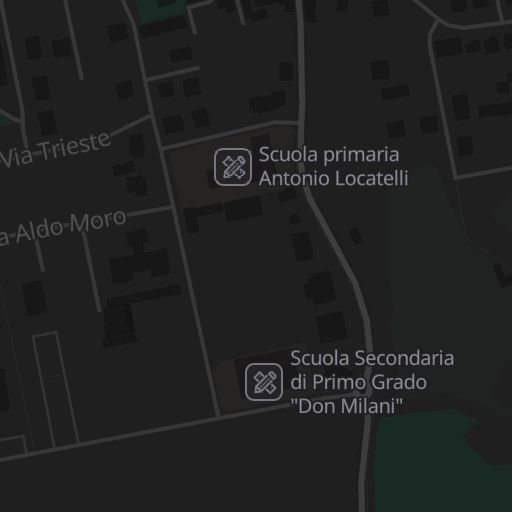 Via Trieste
Scuola primaria
Antonio Locatelli
a Aldo Moro
Scuola Secondaria
di Primo Grado
"Don Milani"